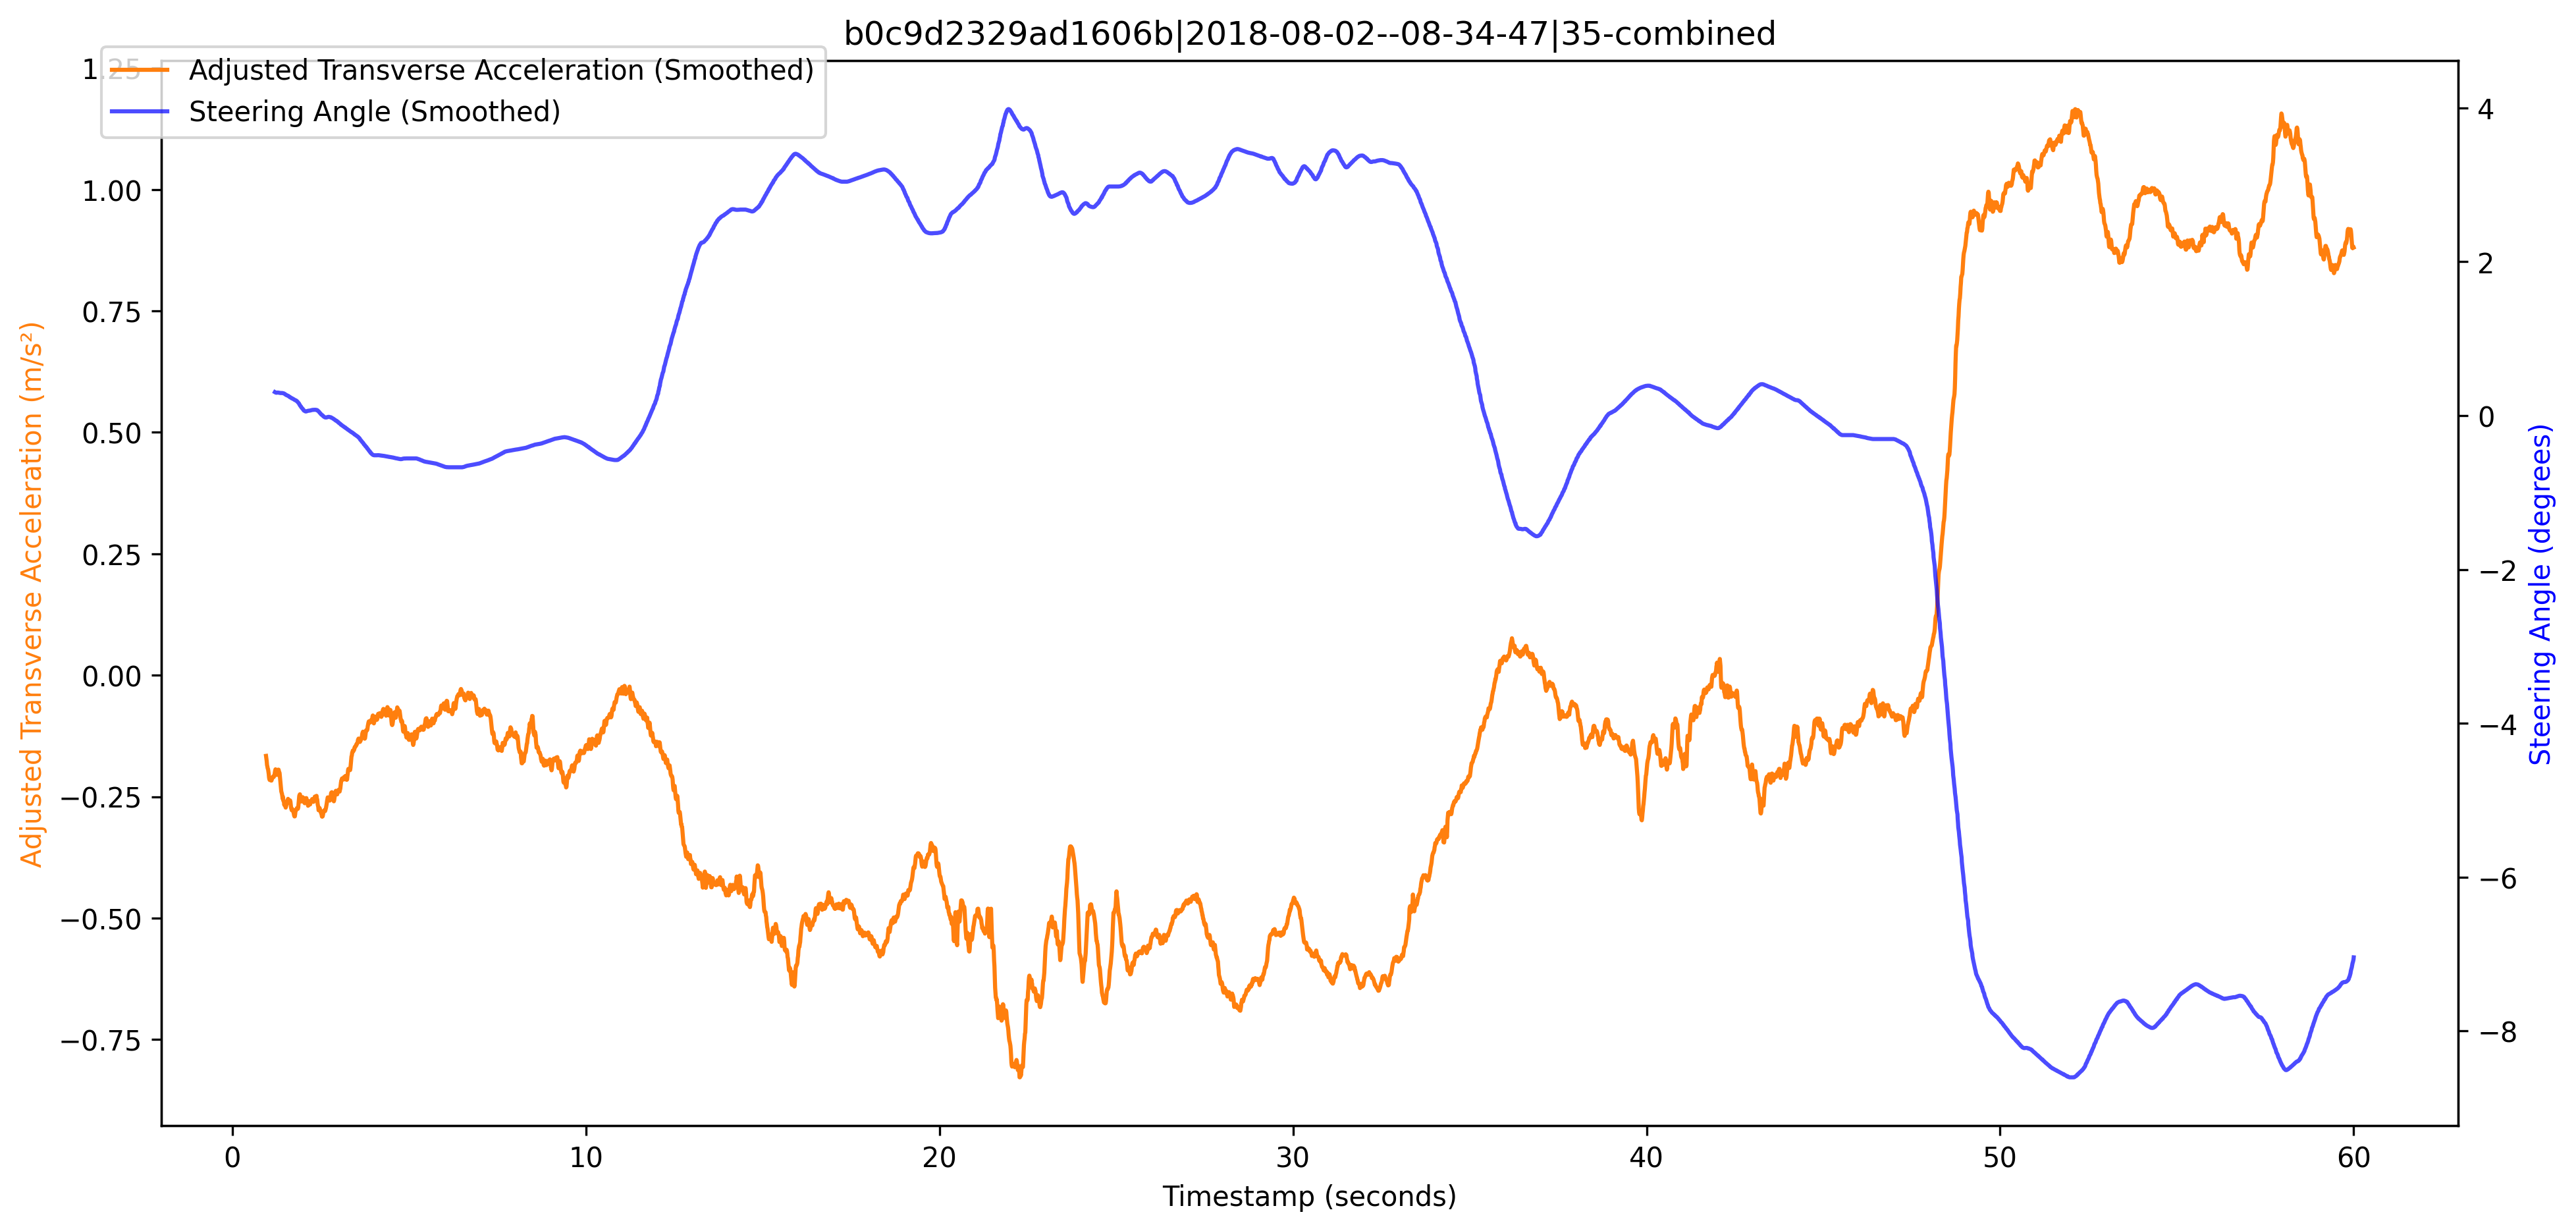 b0c9d2329ad1606b|2018-08-02--08-34-47|35-combined
Adjusted Transverse Acceleration (Smoothed)
Steering Angle (Smoothed)
1.25
1.00
0.75
0.50
0.25
0.00
−0.25
−0.50
−0.75
Adjusted Transverse Acceleration (m/s²)
4
2
0
−2
−4
−6
−8
Steering Angle (degrees)
0 10 20 30 40 50 60
Timestamp (seconds)